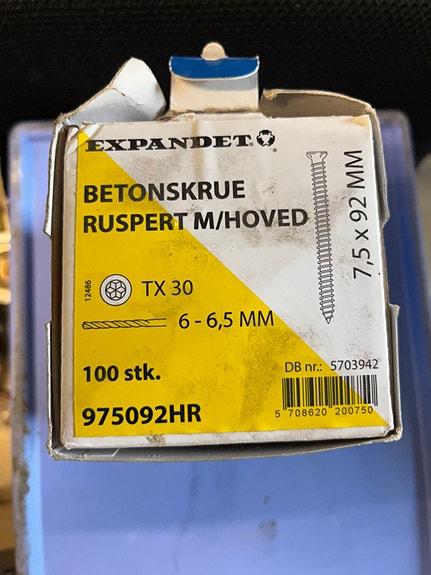 EXPANDET
BETONSKRUE
RUSPERT M/HOVED
7,5 x 92 MM
12486
TX 30
6 - 6,5 MM
100 stk.
DB nr.: 5703942
975092HR
5 708620 200750